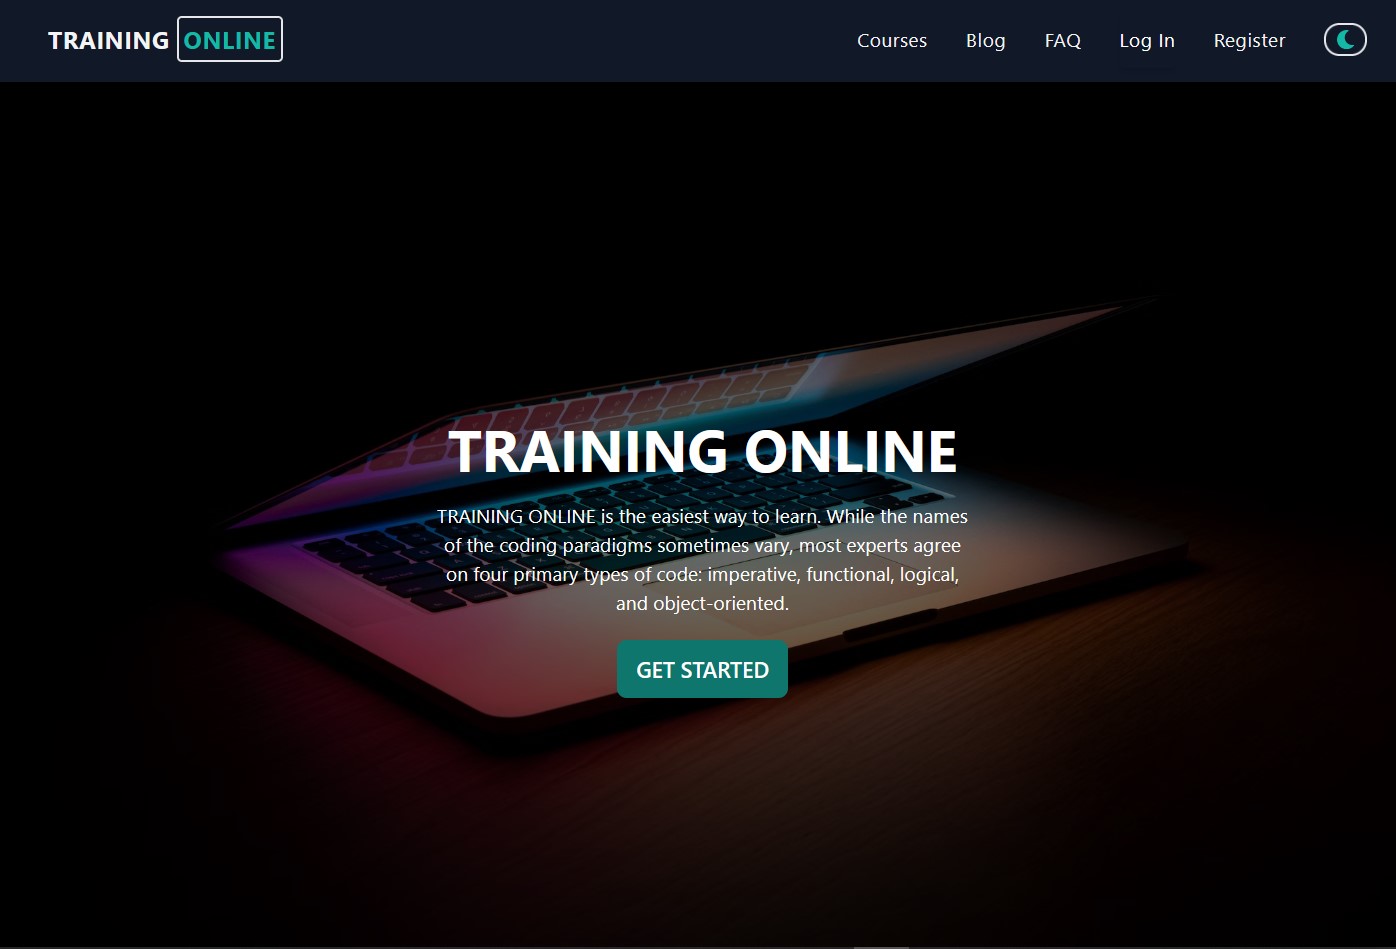 TRAINING ONLINE
Courses Blog FAQ Log In Register
TRAINING ONLINE
TRAINING ONLINE is the easiest way to learn. While the names
of the coding paradigms sometimes vary, most experts agree
on four primary types of code: imperative, functional, logical,
and object-oriented.
GET STARTED